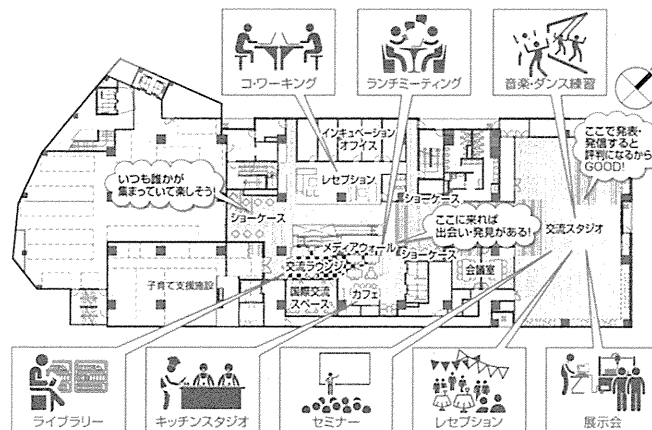 コ・ワーキング
ランチミーティング
音楽・ダンス練習
ここで発表・
発信すると
評判になるから
GOOD!
インキュベーション
オフィス
レセプション
いつも誰かが
集まっていて楽しそう!
ショーケース
ショーケース
ここに来れば
出会い・発見がある!
交流スタジオ
メディアウォール
ショーケース
交流ラウンジ
会議室
子育て支援施設
国際交流
スペース
カフェ
ライブラリー
キッチンスタジオ
セミナー
レセプション
展示会